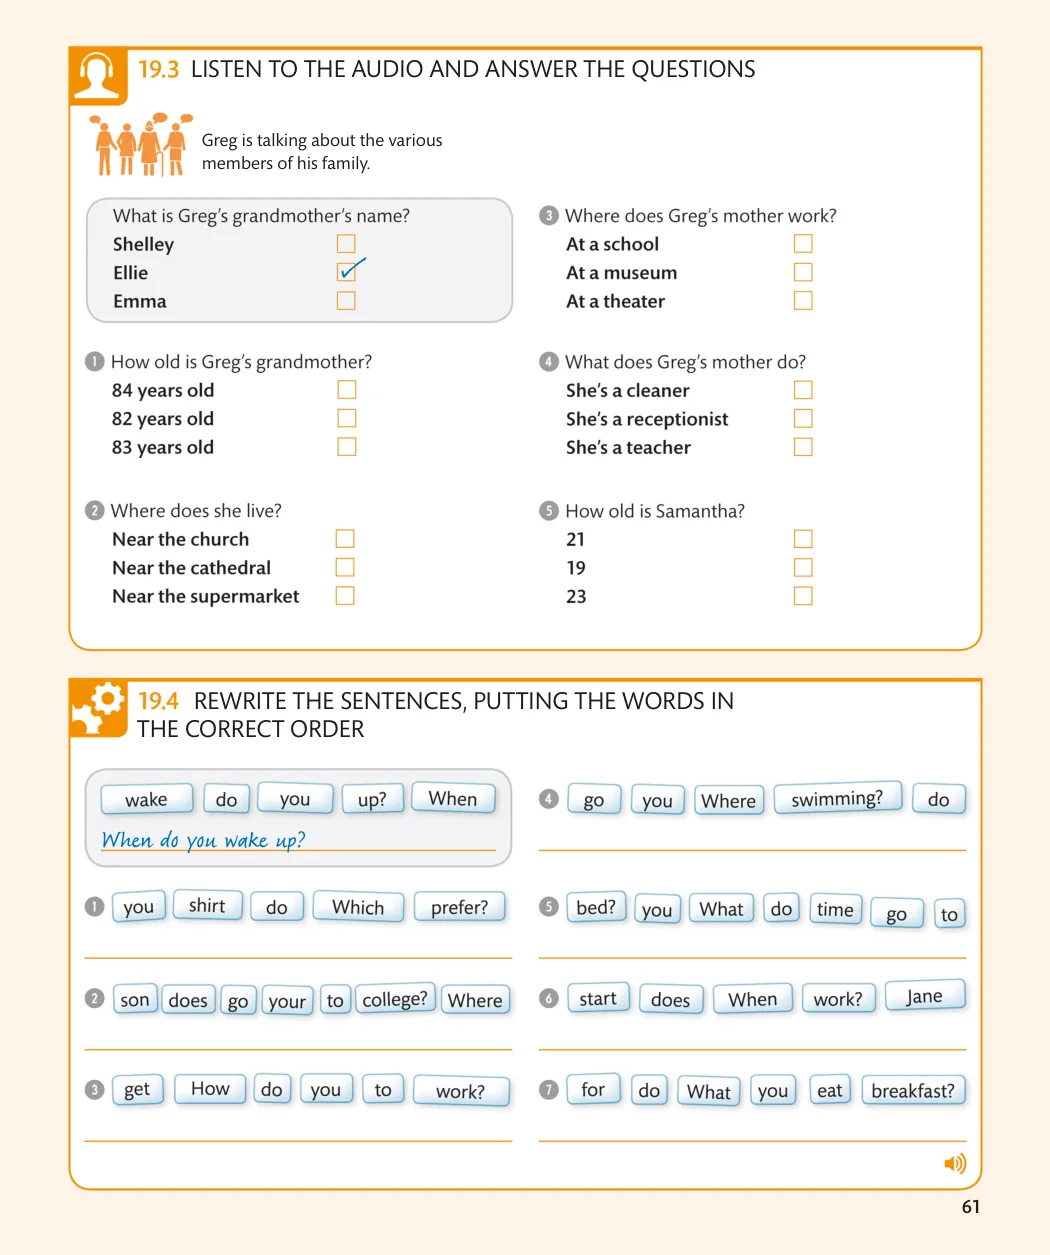 19.3 LISTEN TO THE AUDIO AND ANSWER THE QUESTIONS
Greg is talking about the various
members of his family.
What is Greg's grandmother's name?
Shelley
Ellie
Emma
1 How old is Greg's grandmother?
84 years old
82 years old
83 years old
2 Where does she live?
Near the church
Near the cathedral
Near the supermarket
3 Where does Greg's mother work?
At a school
At a museum
At a theater
4 What does Greg's mother do?
She's a cleaner
She's a receptionist
She's a teacher
5 How old is Samantha?
21
19
23
19.4 REWRITE THE SENTENCES, PUTTING THE WORDS IN
THE CORRECT ORDER
wake do you up? When
When do you wake up?
1 you shirt do Which prefer?
2 son does go your to college? Where
3 get How do you to work?
4 go you Where swimming? do
5 bed? you What do time go to
6 start does When work? Jane
7 for do What you eat breakfast?
61